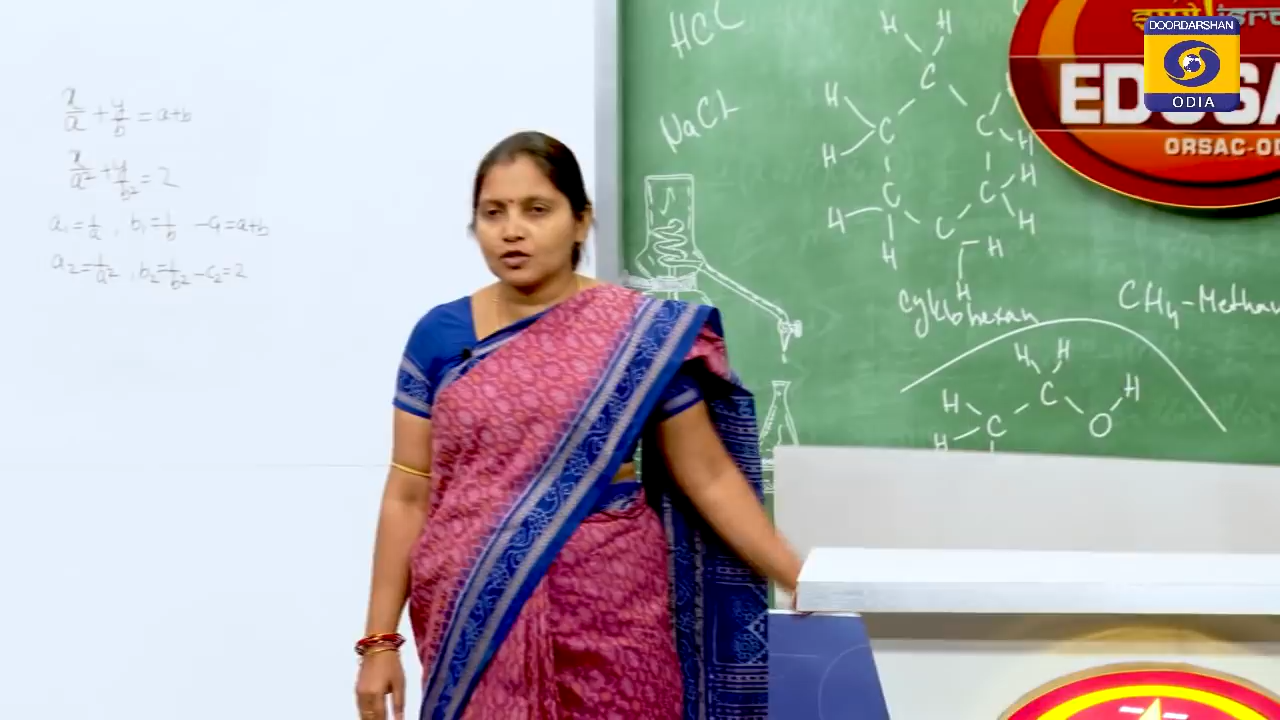 x/a + y/b = a+b
x/a² + y/b² = 2
a₁ = 1/a , b₁ = 1/b -c₁ = a+b
a₂ = 1/a² , b₂ = 1/b² -c₂ = 2
HCL
NaCL
H H
C
H C C
H H
C C H
H C H
H H
H
cyklohexan
CH₄-Methan
H H
H C H
C O
H
DOORDARSHAN
ODIA
EDUSA
ORSAC-OD